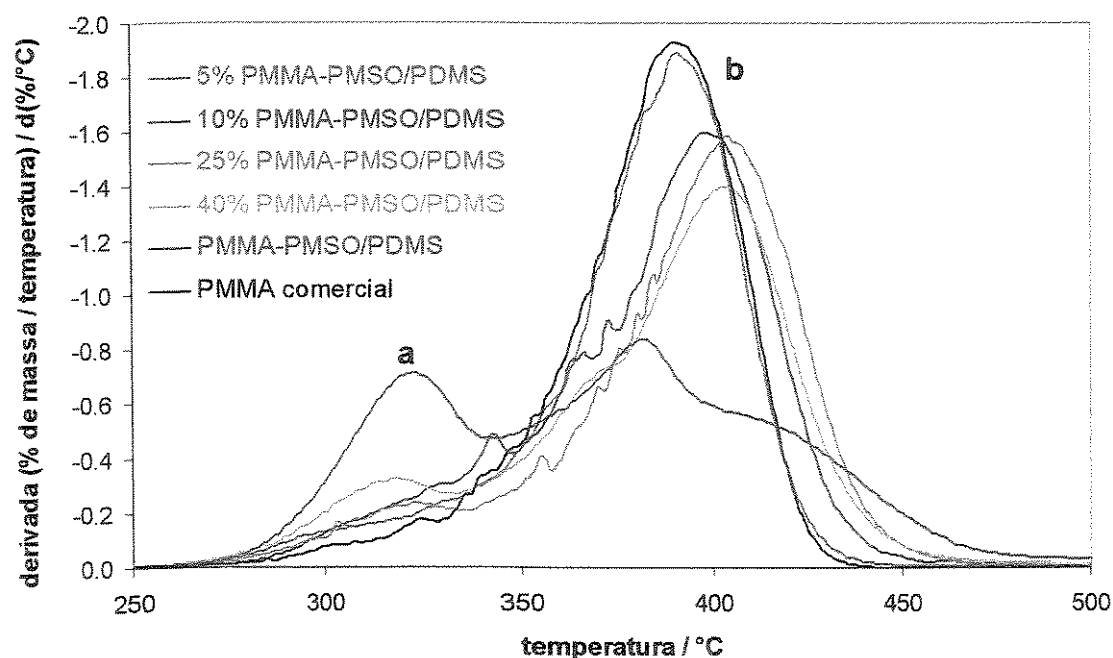 derivada (% de massa / temperatura) / d(%/°C)
-2.0
-1.8
-1.6
-1.4
-1.2
-1.0
-0.8
-0.6
-0.4
-0.2
0.0
5% PMMA-PMSO/PDMS
10% PMMA-PMSO/PDMS
25% PMMA-PMSO/PDMS
40% PMMA-PMSO/PDMS
PMMA-PMSO/PDMS
PMMA comercial
a
b
250 300 350 400 450 500
temperatura / °C